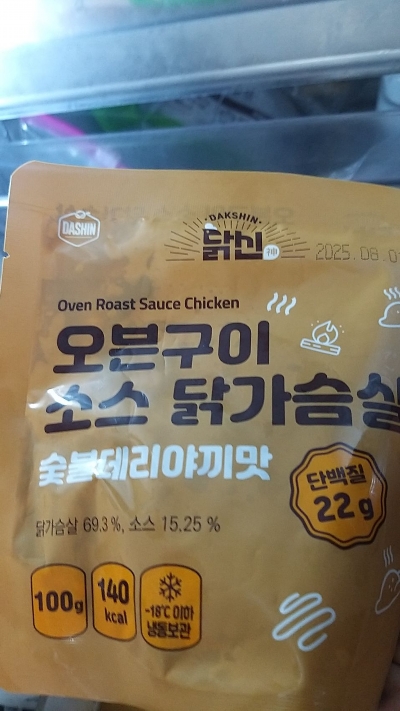 DASHIN
DAKSHIN
닭신
神
2025.08.0
Oven Roast Sauce Chicken
오븐구이
소스 닭가슴살
숯불데리야끼맛
단백질
22g
닭가슴살 69.3%, 소스 15.25 %
100g
140
kcal
-18℃ 이하
냉동보관